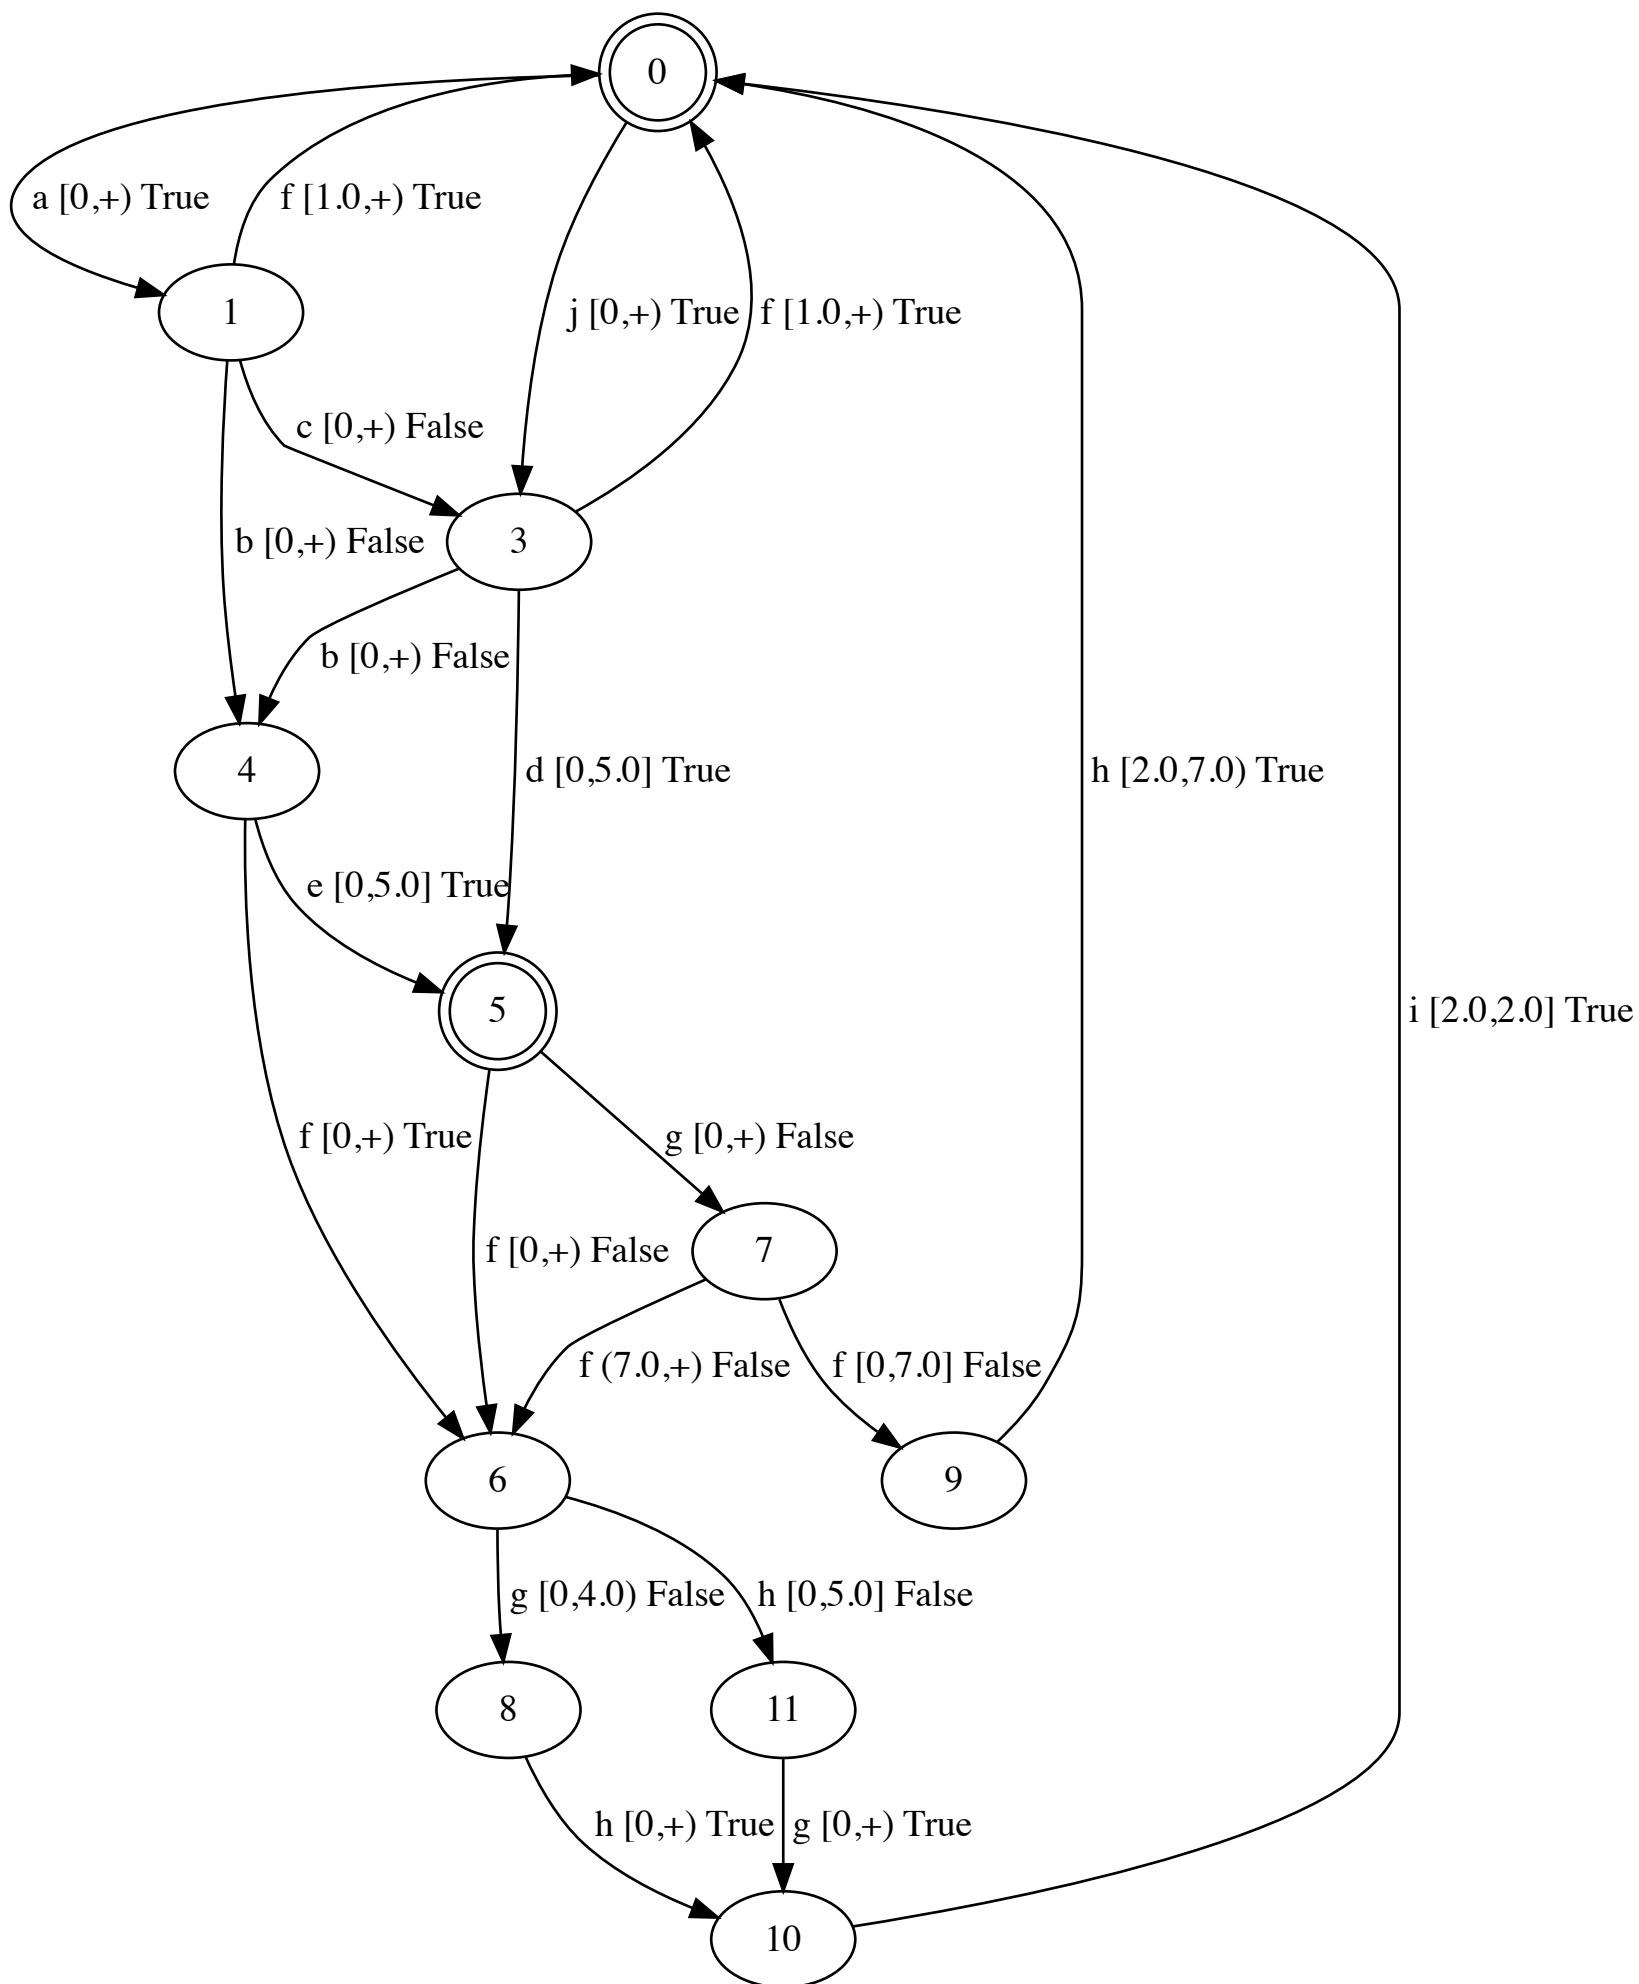 0
a [0,+) True
f [1.0,+) True
1
j [0,+) True
f [1.0,+) True
c [0,+) False
b [0,+) False
3
b [0,+) False
4
d [0,5.0] True
h [2.0,7.0) True
e [0,5.0] True
5
i [2.0,2.0] True
f [0,+) True
g [0,+) False
f [0,+) False
7
f (7.0,+) False
f [0,7.0] False
6
9
g [0,4.0) False
h [0,5.0] False
8
11
h [0,+) True
g [0,+) True
10